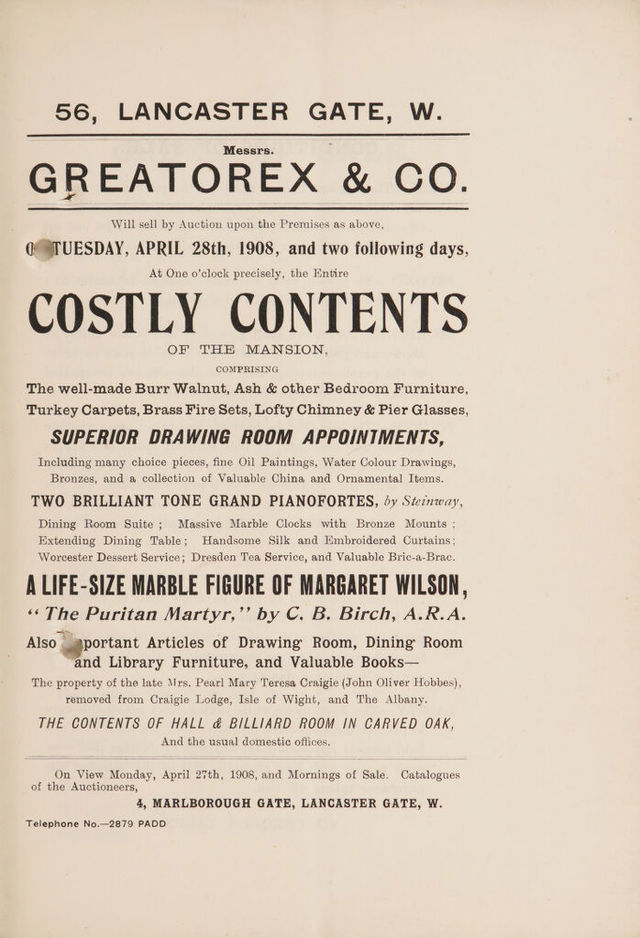 56, LANCASTER GATE, W.
Messrs.
GREATOREX & CO.
Will sell by Auction upon the Premises as above,
TUESDAY, APRIL 28th, 1908, and two following days,
At One o'clock precisely, the Entire
COSTLY CONTENTS
OF THE MANSION,
COMPRISING
The well-made Burr Walnut, Ash & other Bedroom Furniture,
Turkey Carpets, Brass Fire Sets, Lofty Chimney & Pier Glasses,
SUPERIOR DRAWING ROOM APPOINTMENTS,
Including many choice pieces, fine Oil Paintings, Water Colour Drawings,
Bronzes, and a collection of Valuable China and Ornamental Items.
TWO BRILLIANT TONE GRAND PIANOFORTES, by Steinway,
Dining Room Suite ; Massive Marble Clocks with Bronze Mounts ;
Extending Dining Table ; Handsome Silk and Embroidered Curtains ;
Worcester Dessert Service ; Dresden Tea Service, and Valuable Bric-a-Brac.
A LIFE-SIZE MARBLE FIGURE OF MARGARET WILSON,
“ The Puritan Martyr,” by C. B. Birch, A.R.A.
Also portant Articles of Drawing Room, Dining Room
and Library Furniture, and Valuable Books—
The property of the late Mrs. Pearl Mary Teresa Craigie (John Oliver Hobbes),
removed from Craigie Lodge, Isle of Wight, and The Albany.
THE CONTENTS OF HALL & BILLIARD ROOM IN CARVED OAK,
And the usual domestic offices.
On View Monday, April 27th, 1908, and Mornings of Sale. Catalogues
of the Auctioneers,
4, MARLBOROUGH GATE, LANCASTER GATE, W.
Telephone No.—2879 PADD